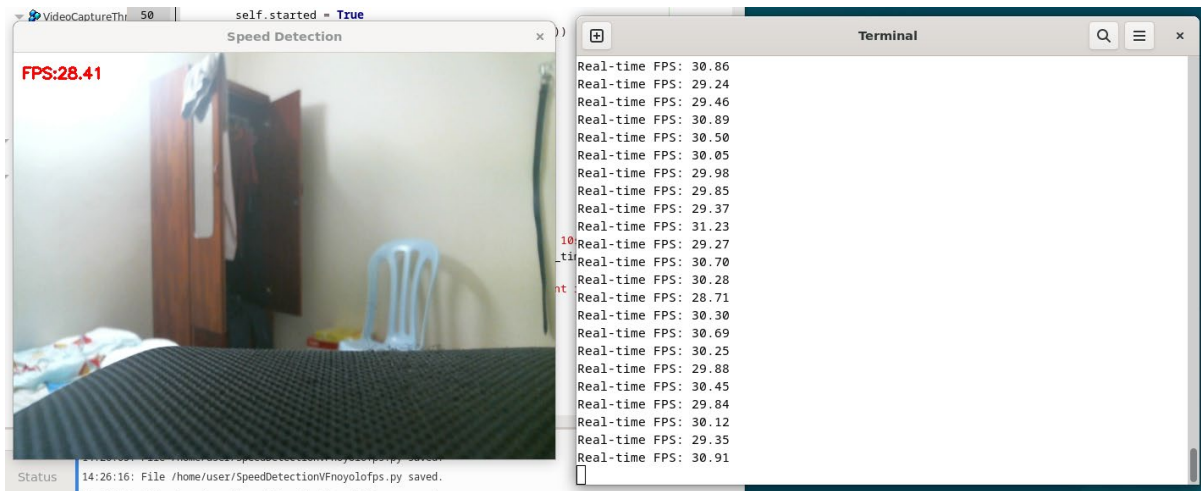 VideoCaptureThr 50 self.started = True
Speed Detection ×
))
Terminal ×
FPS:28.41
Real-time FPS: 30.86
Real-time FPS: 29.24
Real-time FPS: 29.46
Real-time FPS: 30.89
Real-time FPS: 30.50
Real-time FPS: 30.05
Real-time FPS: 29.98
Real-time FPS: 29.85
Real-time FPS: 29.37
Real-time FPS: 31.23
10
Real-time FPS: 29.27
_ti
Real-time FPS: 30.70
Real-time FPS: 30.28
nt
Real-time FPS: 28.71
Real-time FPS: 30.30
Real-time FPS: 30.69
Real-time FPS: 30.25
Real-time FPS: 29.88
Real-time FPS: 30.45
Real-time FPS: 29.84
Real-time FPS: 30.12
Real-time FPS: 29.35
Real-time FPS: 30.91
Status
14:26:16: File /home/user/SpeedDetectionVFnoyolofps.py saved.